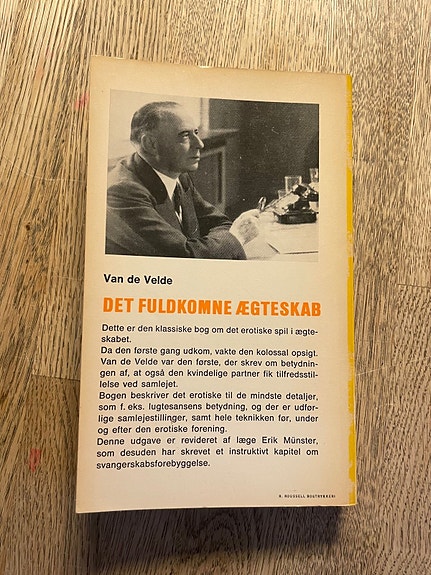 Van de Velde
DET FULDKOMNE ÆGTESKAB
Dette er den klassiske bog om det erotiske spil i ægte-
skabet.
Da den første gang udkom, vakte den kolossal opsigt.
Van de Velde var den første, der skrev om betydnin-
gen af, at også den kvindelige partner fik tilfredsstil-
lelse ved samlejet.
Bogen beskriver det erotiske til de mindste detaljer,
som f. eks. lugtesansens betydning, og der er udfør-
lige samlejestillinger, samt hele teknikken før, under
og efter den erotiske forening.
Denne udgave er revideret af læge Erik Münster,
som desuden har skrevet et instruktivt kapitel om
svangerskabsforebyggelse.